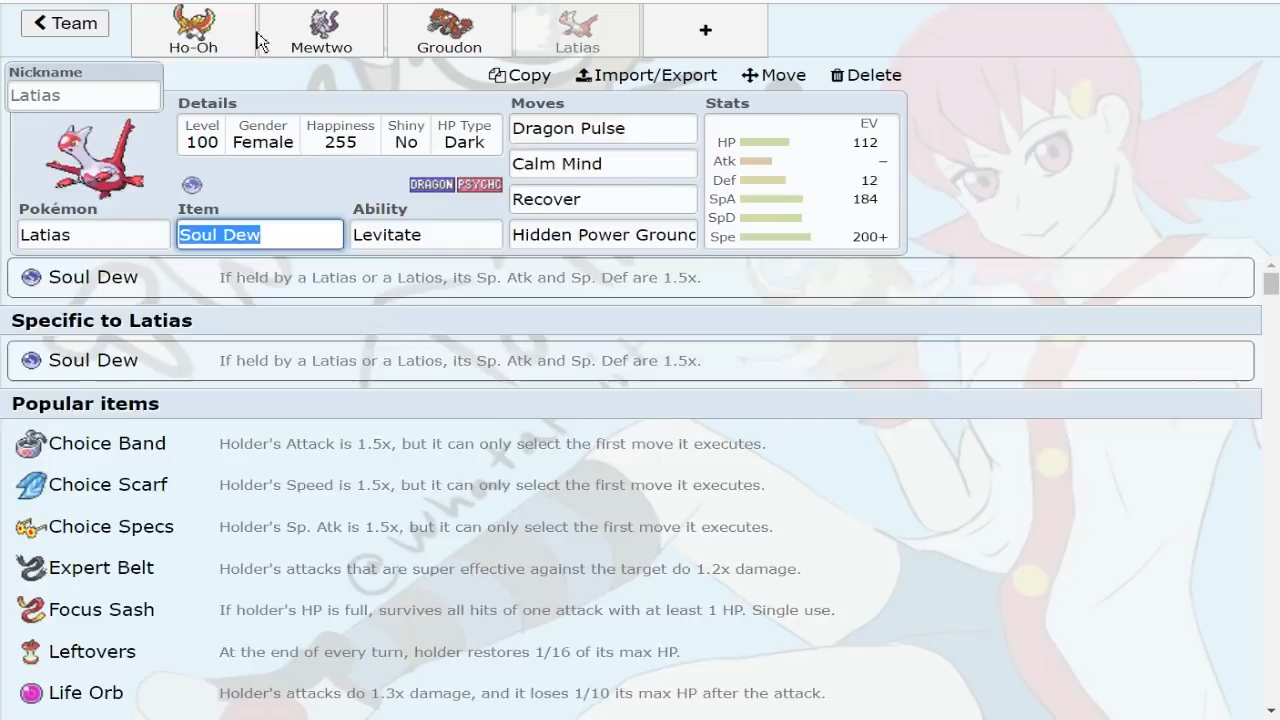 Team
Ho-Oh
Mewtwo
Groudon
Latias
+
Copy
Import/Export
Move
Delete
Nickname
Latias
Details
Level
100
Gender
Female
Happiness
255
Shiny
No
HP Type
Dark
DRAGON PSYCHC
Pokémon
Latias
Item
Soul Dew
Ability
Levitate
Moves
Dragon Pulse
Calm Mind
Recover
Hidden Power Ground
Stats
EV
HP 112
Atk –
Def 12
SpA 184
SpD
Spe 200+
Soul Dew If held by a Latias or a Latios, its Sp. Atk and Sp. Def are 1.5x.
Specific to Latias
Soul Dew If held by a Latias or a Latios, its Sp. Atk and Sp. Def are 1.5x.
Popular items
Choice Band Holder's Attack is 1.5x, but it can only select the first move it executes.
Choice Scarf Holder's Speed is 1.5x, but it can only select the first move it executes.
Choice Specs Holder's Sp. Atk is 1.5x, but it can only select the first move it executes.
Expert Belt Holder's attacks that are super effective against the target do 1.2x damage.
Focus Sash If holder's HP is full, survives all hits of one attack with at least 1 HP. Single use.
Leftovers At the end of every turn, holder restores 1/16 of its max HP.
Life Orb Holder's attacks do 1.3x damage, and it loses 1/10 its max HP after the attack.